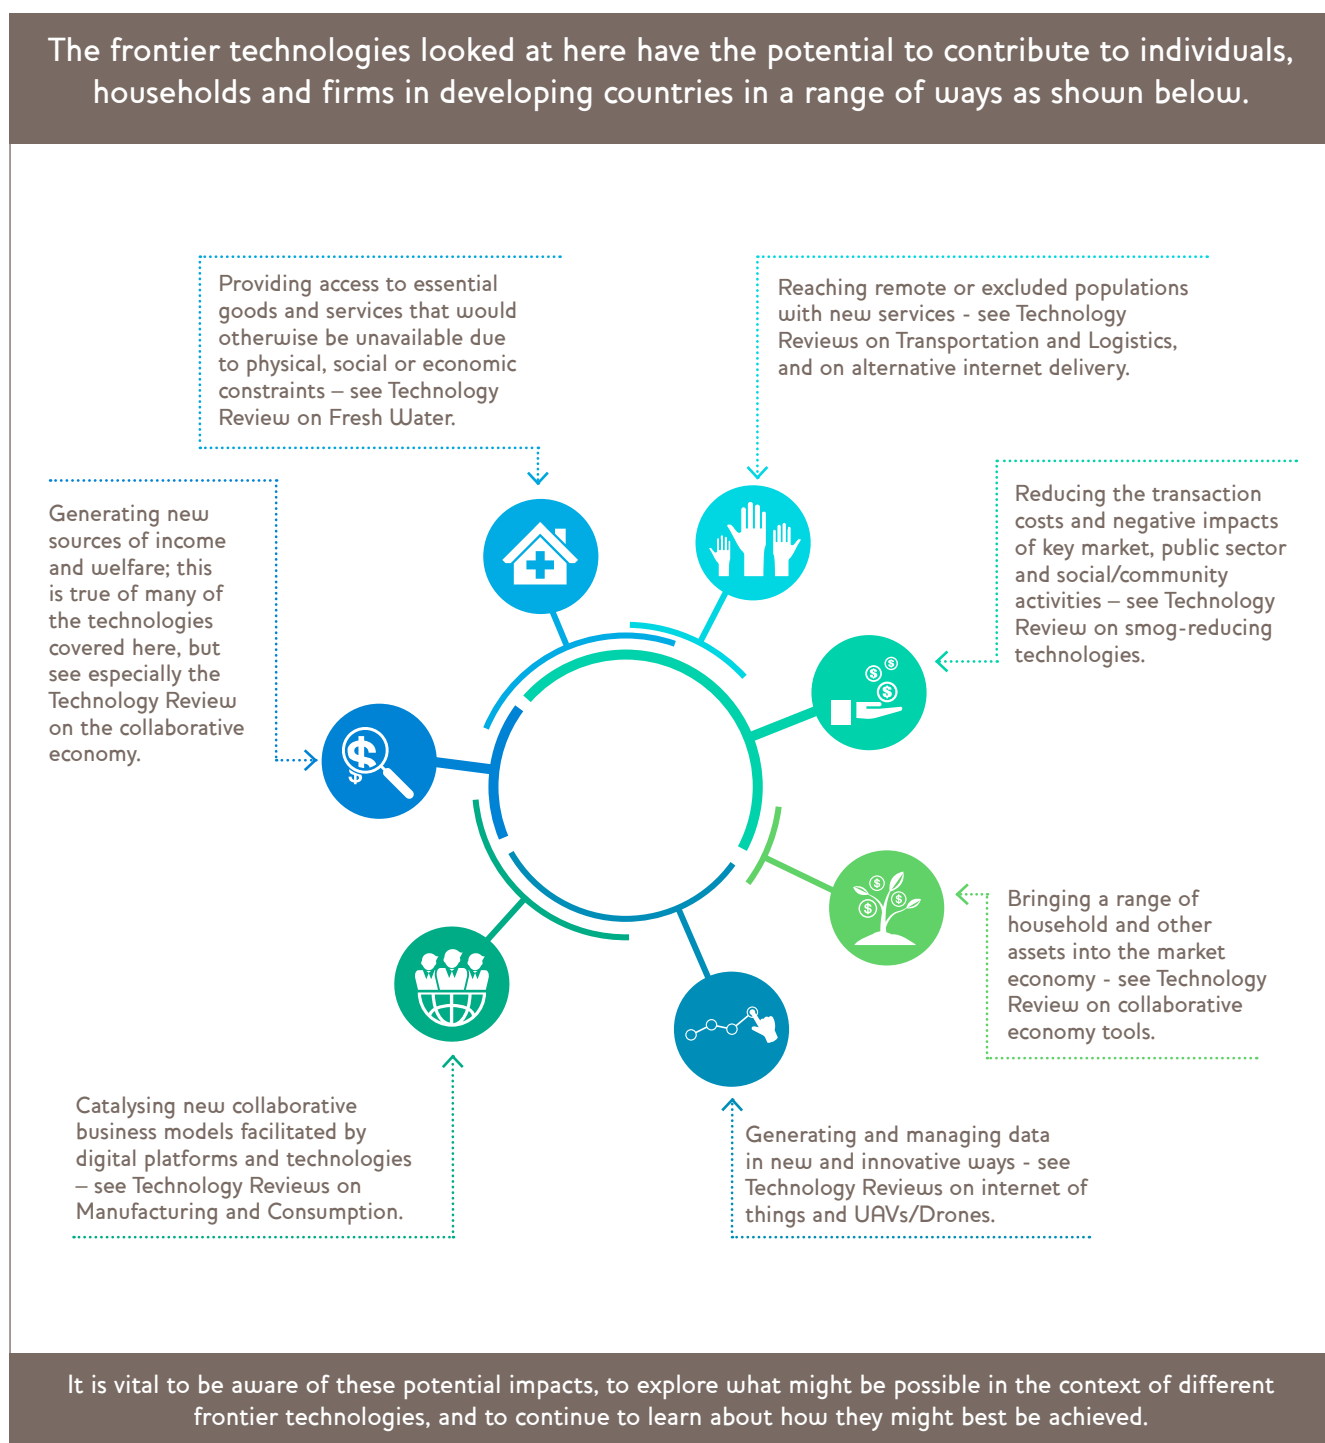 The frontier technologies looked at here have the potential to contribute to individuals,
households and firms in developing countries in a range of ways as shown below.
Providing access to essential
goods and services that would
otherwise be unavailable due
to physical, social or economic
constraints – see Technology
Review on Fresh Water.
Reaching remote or excluded populations
with new services - see Technology
Reviews on Transportation and Logistics,
and on alternative internet delivery.
Generating new
sources of income
and welfare; this
is true of many of
the technologies
covered here, but
see especially the
Technology Review
on the collaborative
economy.
Reducing the transaction
costs and negative impacts
of key market, public sector
and social/community
activities – see Technology
Review on smog-reducing
technologies.
Bringing a range of
household and other
assets into the market
economy - see Technology
Review on collaborative
economy tools.
Catalysing new collaborative
business models facilitated by
digital platforms and technologies
– see Technology Reviews on
Manufacturing and Consumption.
Generating and managing data
in new and innovative ways - see
Technology Reviews on internet of
things and UAVs/Drones.
It is vital to be aware of these potential impacts, to explore what might be possible in the context of different
frontier technologies, and to continue to learn about how they might best be achieved.